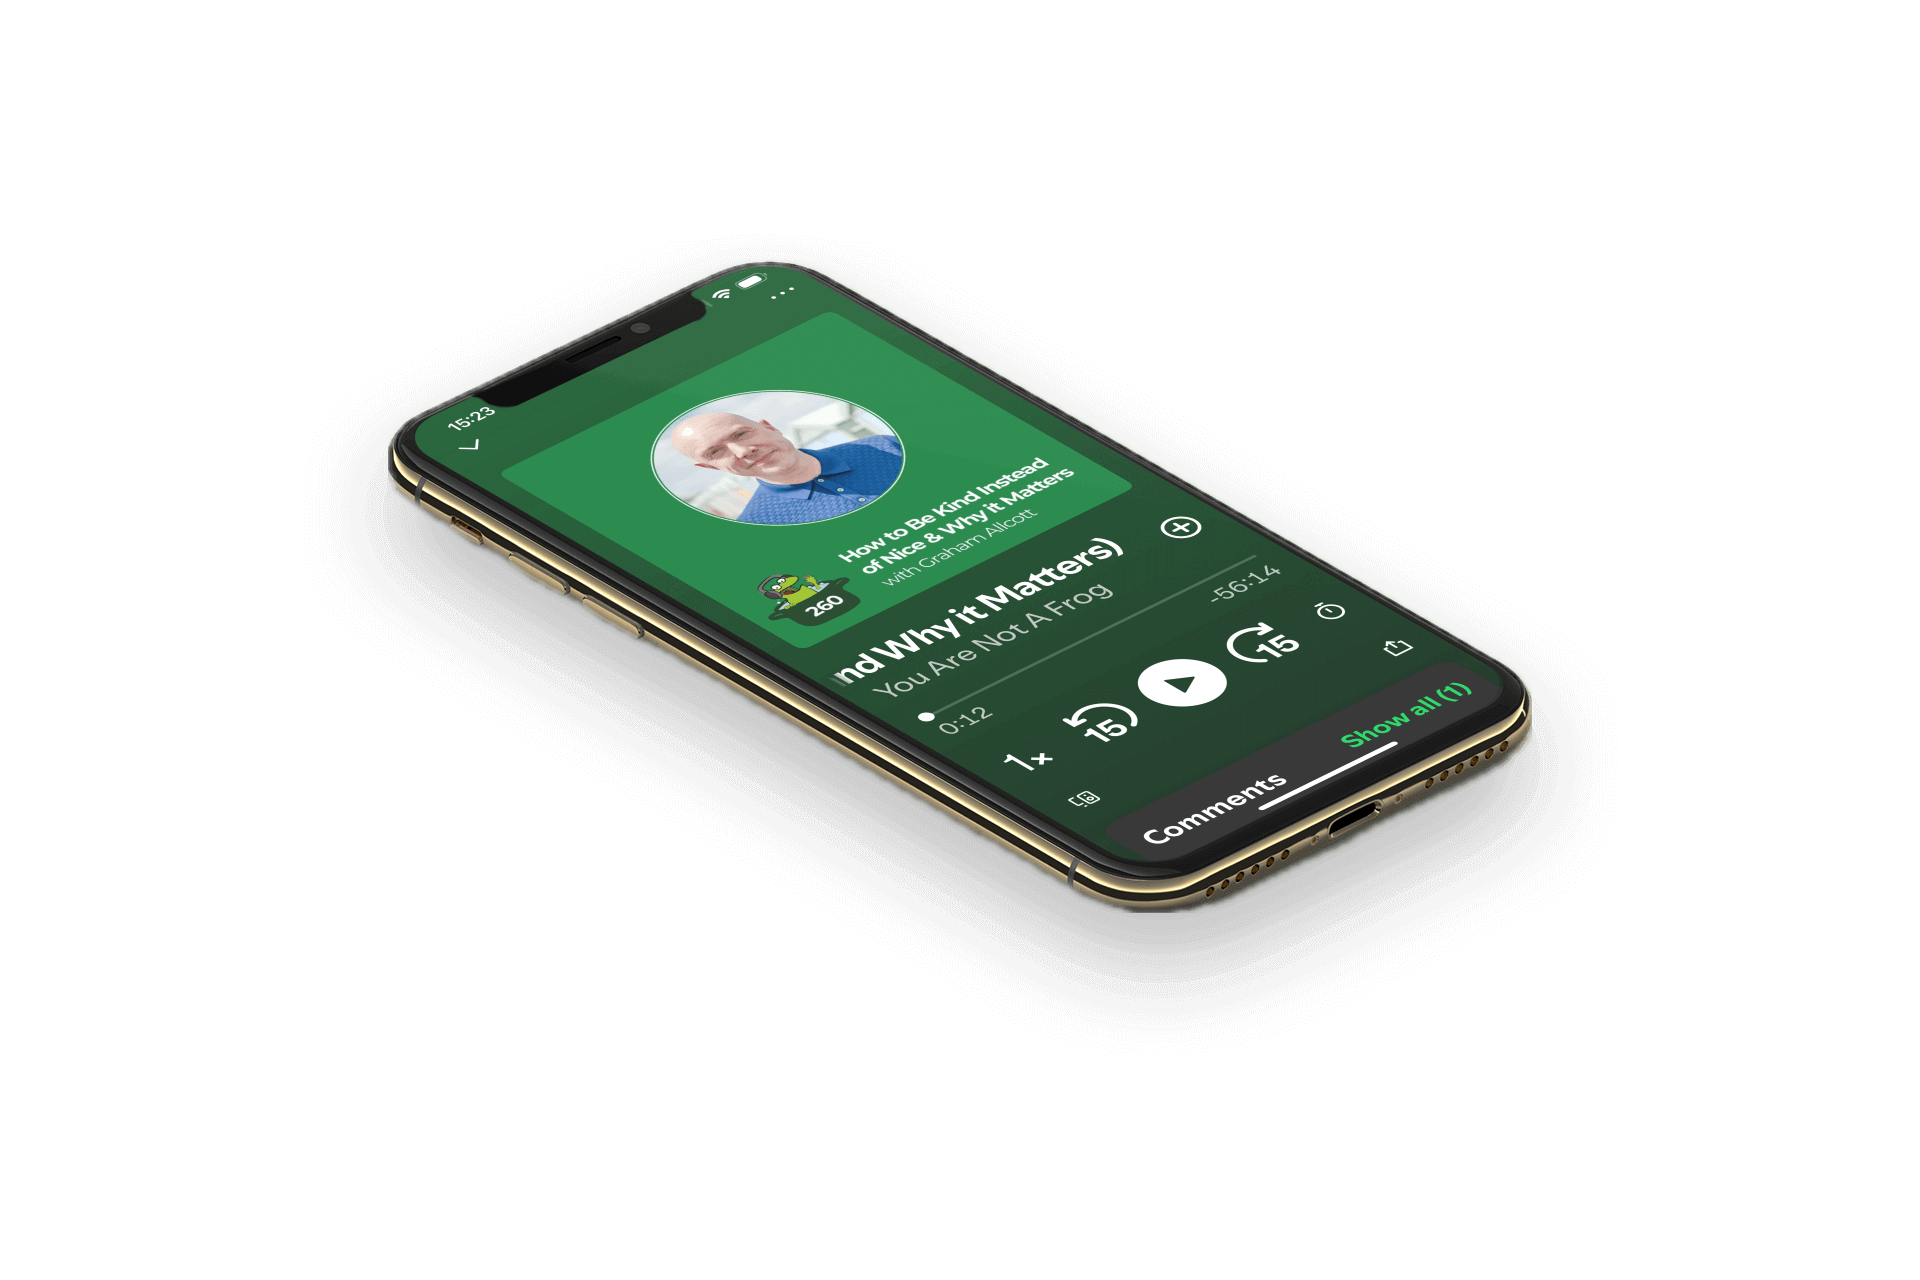 15:23
How to Be Kind Instead
of Nice & Why it Matters
with Graham Allcott
260
nd Why it Matters)
You Are Not A Frog
0:12
-56:14
1x
15
15
Comments
Show all (1)